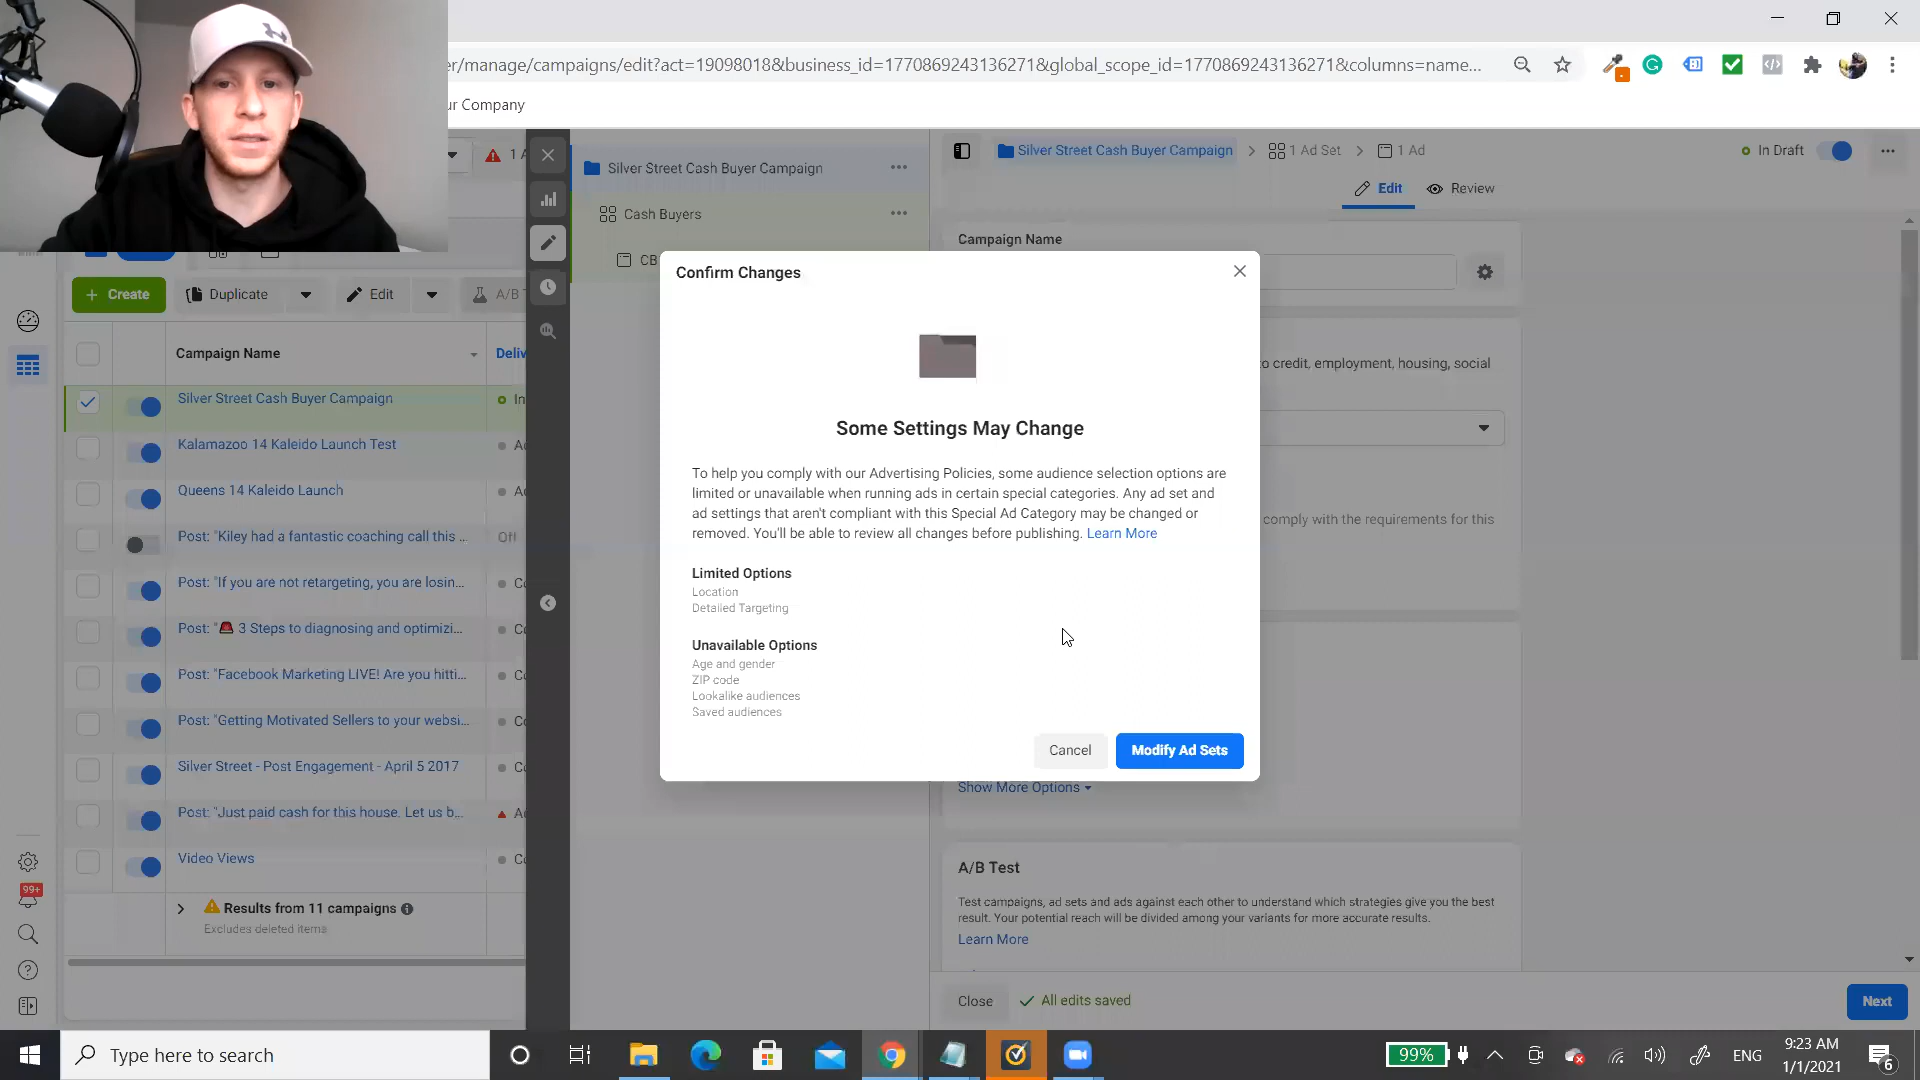 er/manage/campaigns/edit?act=19098018&business_id=1770869243136271&global_scope_id=1770869243136271&columns=name...
ur Company
1 A
Silver Street Cash Buyer Campaign
Silver Street Cash Buyer Campaign
1 Ad Set
1 Ad
In Draft
Edit
Review
Cash Buyers
CB
Campaign Name
Confirm Changes
Create
Duplicate
Edit
A/B T
Campaign Name
Deliv
Silver Street Cash Buyer Campaign
In
Kalamazoo 14 Kaleido Launch Test
Ac
Queens 14 Kaleido Launch
Ac
Post: "Kiley had a fantastic coaching call this ...
Off
Post: "If you are not retargeting, you are losin...
Co
Post: "🚨 3 Steps to diagnosing and optimizi...
Co
Post: "Facebook Marketing LIVE! Are you hitti...
Co
Post: "Getting Motivated Sellers to your websi...
Co
Silver Street - Post Engagement - April 5 2017
Co
Post: "Just paid cash for this house. Let us b...
Ac
Video Views
Co
Results from 11 campaigns
Excludes deleted items
99+
Some Settings May Change
To help you comply with our Advertising Policies, some audience selection options are
limited or unavailable when running ads in certain special categories. Any ad set and
ad settings that aren't compliant with this Special Ad Category may be changed or
removed. You'll be able to review all changes before publishing. Learn More
Limited Options
Location
Detailed Targeting
Unavailable Options
Age and gender
ZIP code
Lookalike audiences
Saved audiences
Cancel
Modify Ad Sets
o credit, employment, housing, social
comply with the requirements for this
Show More Options
A/B Test
Test campaigns, ad sets and ads against each other to understand which strategies give you the best
result. Your potential reach will be divided among your variants for more accurate results.
Learn More
Close
All edits saved
Next
Type here to search
99%
ENG
9:23 AM
1/1/2021
6